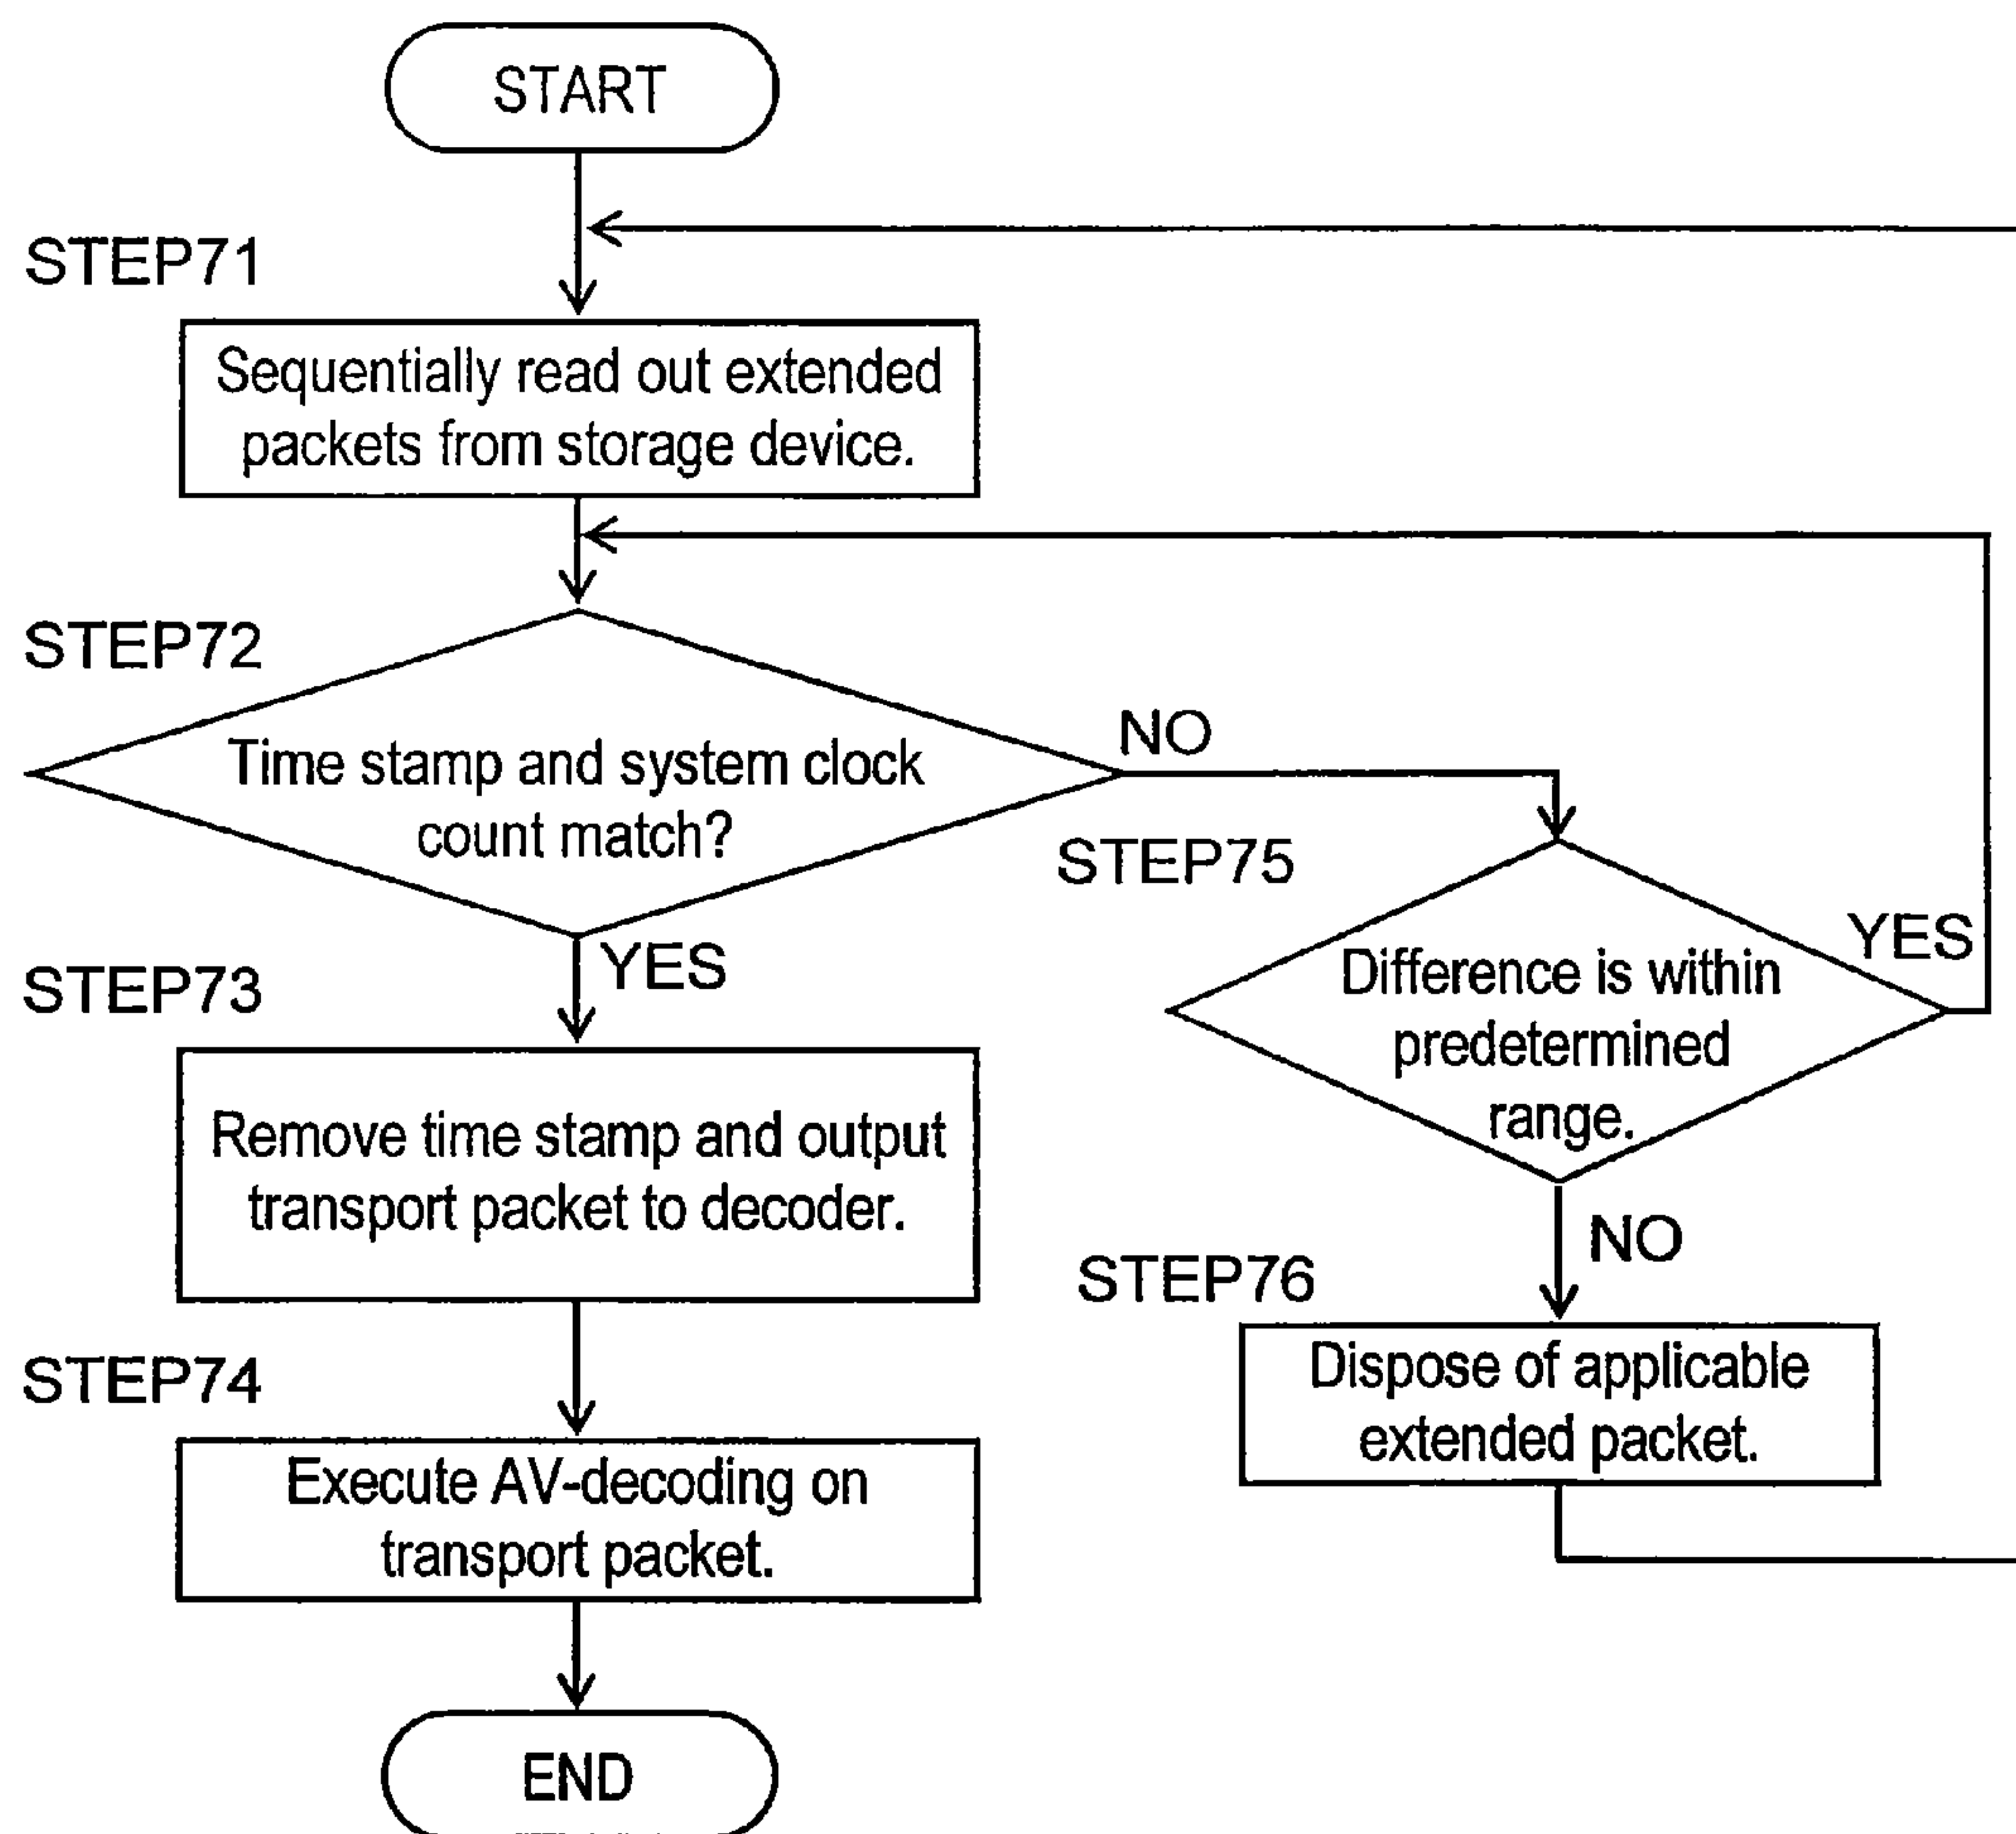 START
STEP71
Sequentially read out extended
packets from storage device.
STEP72
Time stamp and system clock
count match?
NO
YES
STEP73
Remove time stamp and output
transport packet to decoder.
STEP74
Execute AV-decoding on
transport packet.
END
STEP75
Difference is within
predetermined
range.
YES
NO
STEP76
Dispose of applicable
extended packet.